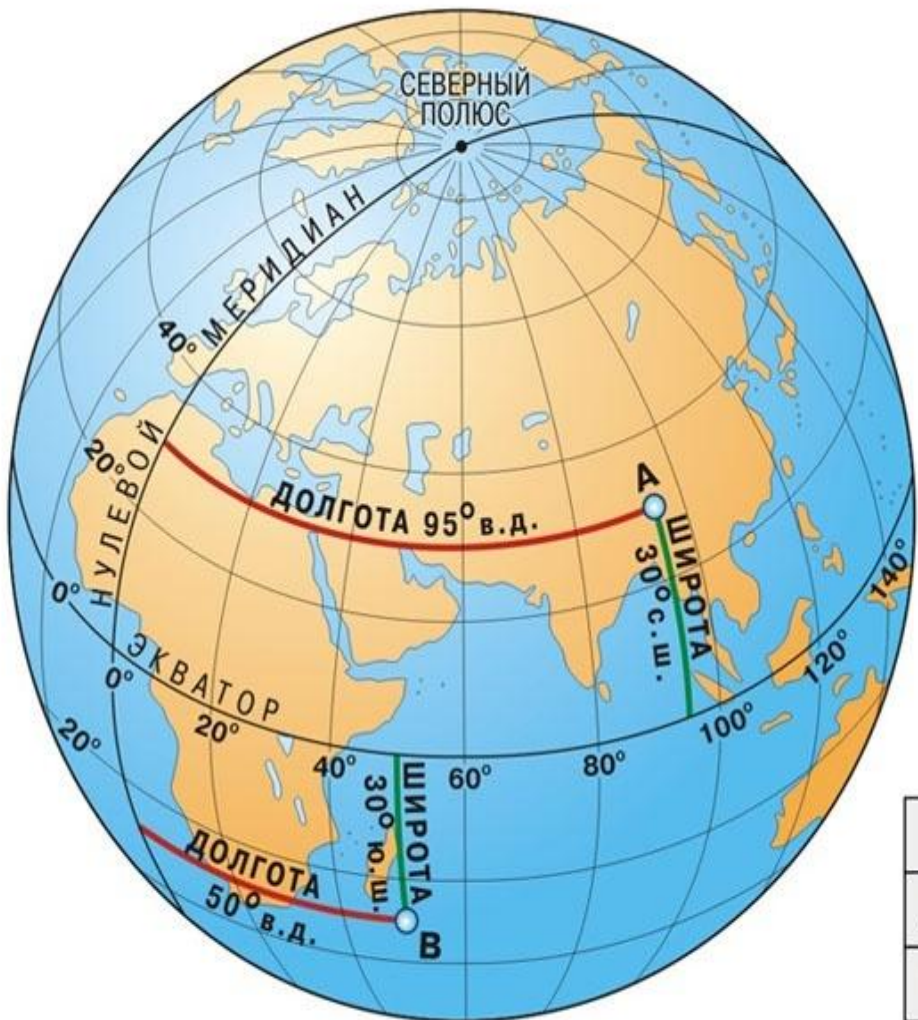 СЕВЕРНЫЙ
ПОЛЮС
НУЛЕВОЙ МЕРИДИАН
40°
20°
0°
ДОЛГОТА 95° в.д.
А
ШИРОТА
30° с.ш.
ЭКВАТОР
0°
20°
40°
60°
80°
100°
120°
140°
20°
ШИРОТА
30° ю.ш.
ДОЛГОТА
50° в.д.
В